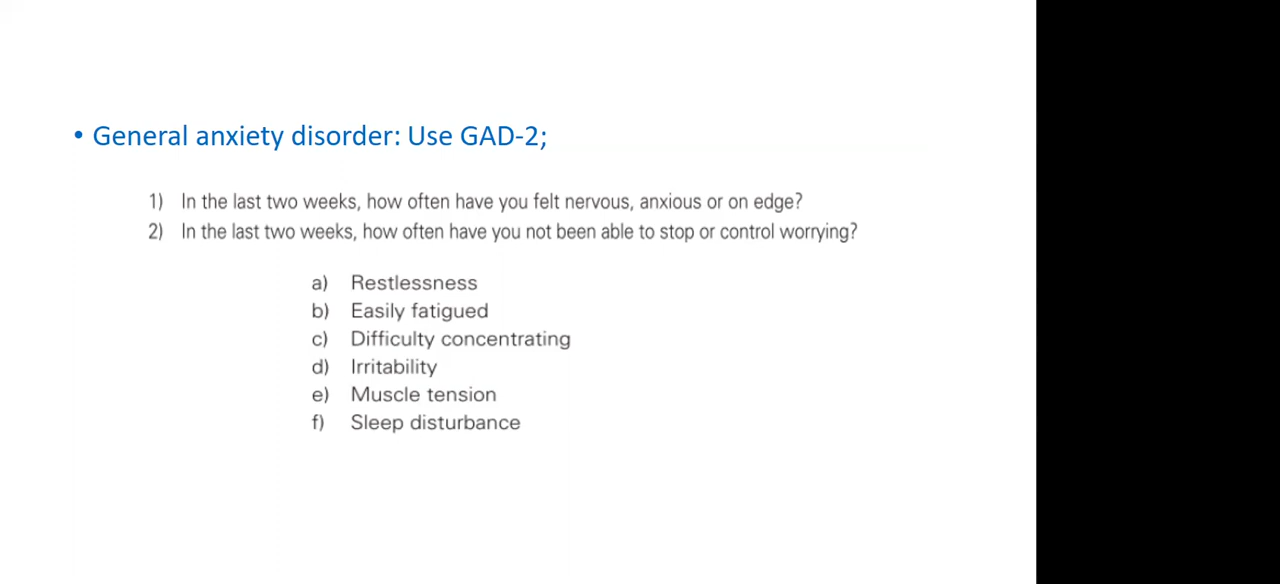 • General anxiety disorder: Use GAD-2;
1) In the last two weeks, how often have you felt nervous, anxious or on edge?
2) In the last two weeks, how often have you not been able to stop or control worrying?
a) Restlessness
b) Easily fatigued
c) Difficulty concentrating
d) Irritability
e) Muscle tension
f) Sleep disturbance